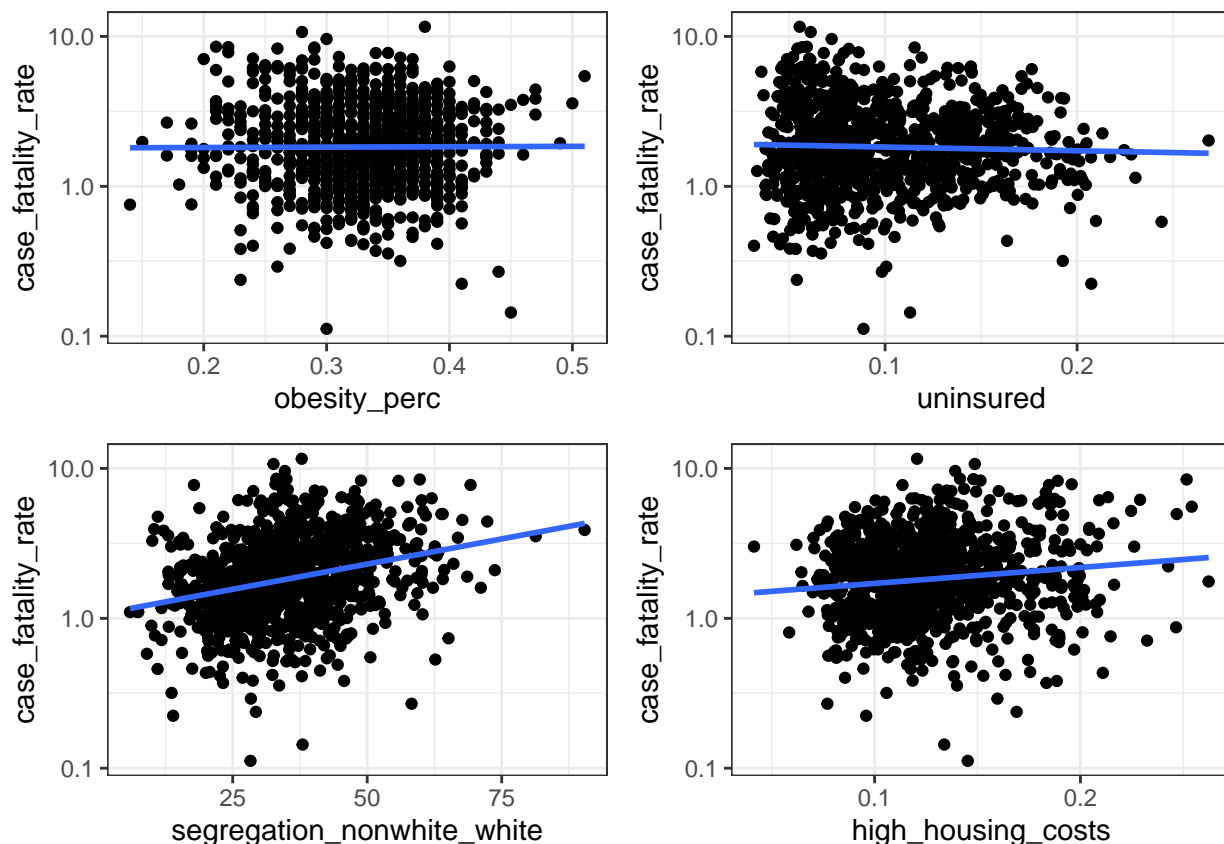 10.0
1.0
0.1
case_fatality_rate
0.2 0.3 0.4 0.5
obesity_perc
10.0
1.0
0.1
case_fatality_rate
0.1 0.2
uninsured
10.0
1.0
0.1
case_fatality_rate
25 50 75
segregation_nonwhite_white
10.0
1.0
0.1
case_fatality_rate
0.1 0.2
high_housing_costs